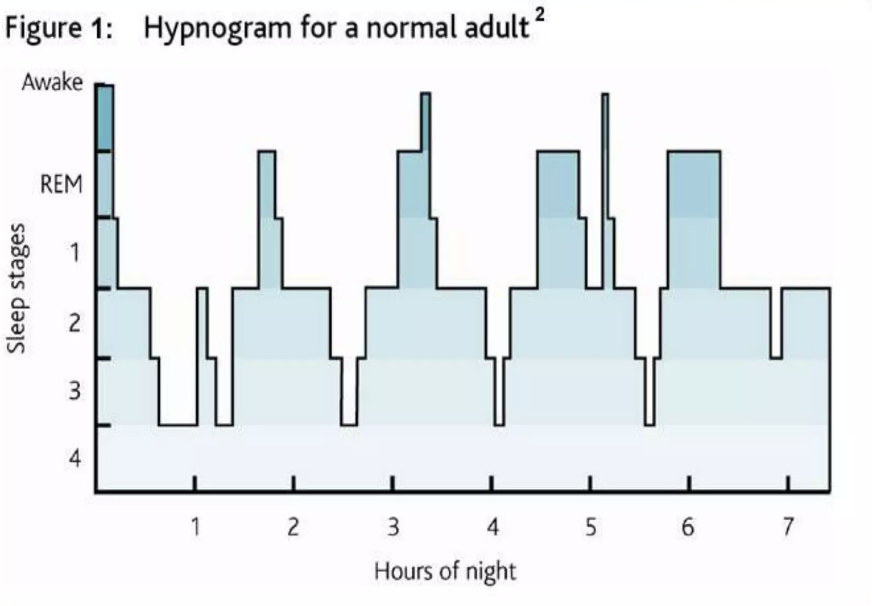 Figure 1: Hypnogram for a normal adult 2
Awake
REM
1
2
3
4
Sleep stages
1 2 3 4 5 6 7
Hours of night